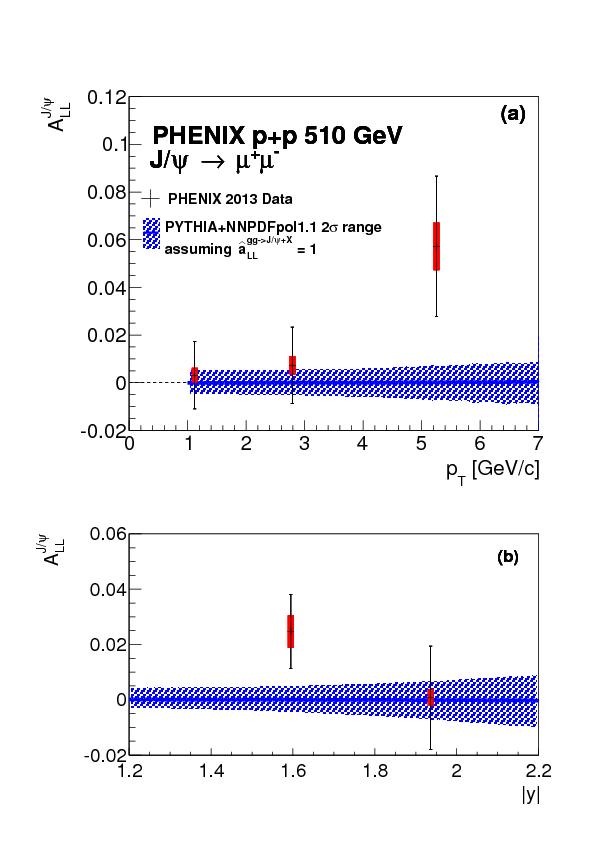 A_LL^J/ψ
(a)
PHENIX p+p 510 GeV
J/ψ → μ⁺μ⁻
PHENIX 2013 Data
PYTHIA+NNPDFpol1.1 2σ range
assuming â_LL^gg->J/ψ+X = 1
0.12
0.1
0.08
0.06
0.04
0.02
0
-0.02
0 1 2 3 4 5 6 7
p_T [GeV/c]
A_LL^J/ψ
(b)
0.06
0.04
0.02
0
-0.02
1.2 1.4 1.6 1.8 2 2.2
|y|